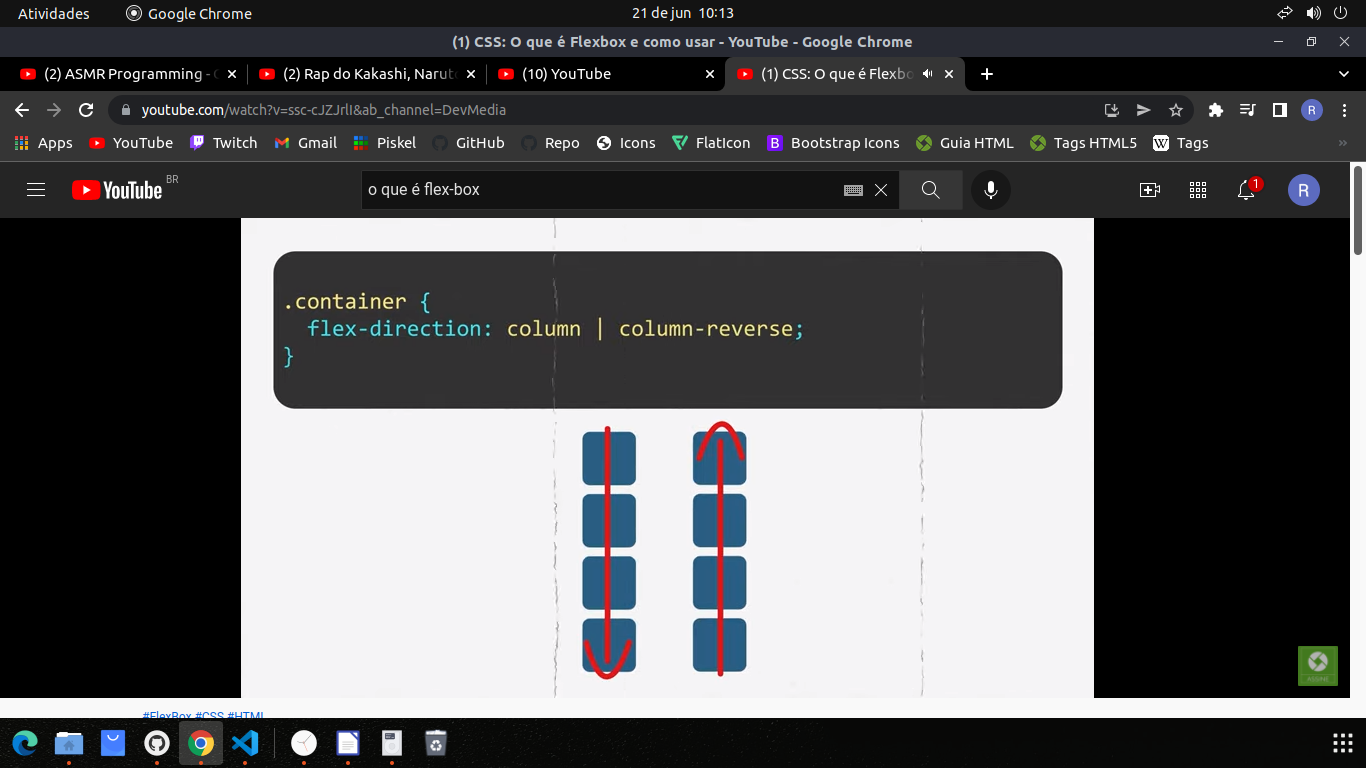 Atividades
Google Chrome
21 de jun 10:13
(1) CSS: O que é Flexbox e como usar - YouTube - Google Chrome
(2) ASMR Programming -
(2) Rap do Kakashi, Narut
(10) YouTube
(1) CSS: O que é Flexbo
youtube.com/watch?v=ssc-cJZJrlI&ab_channel=DevMedia
R
Apps
YouTube
Twitch
Gmail
Piskel
GitHub
Repo
Icons
FlatIcon
B
Bootstrap Icons
Guia HTML
Tags HTML5
W
Tags
»
YouTube
BR
o que é flex-box
1
R
.container {
flex-direction: column | column-reverse;
}
#FlexBox #CSS #HTML